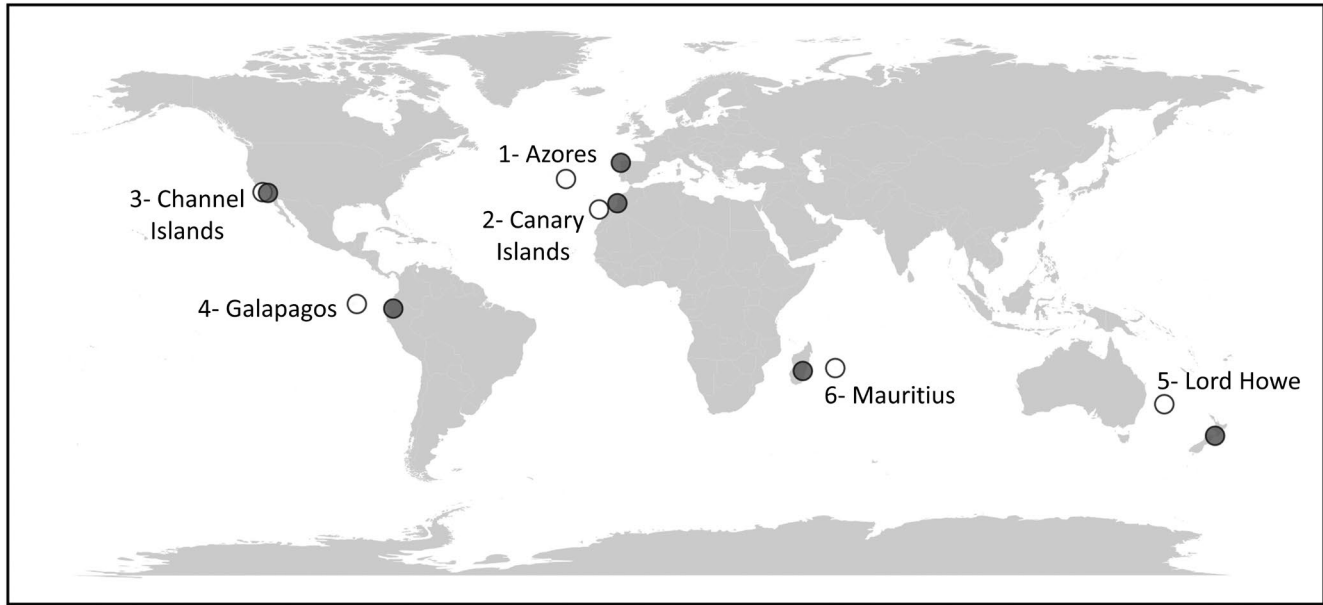 1- Azores
3- Channel
Islands
2- Canary
Islands
4- Galapagos
5- Lord Howe
6- Mauritius